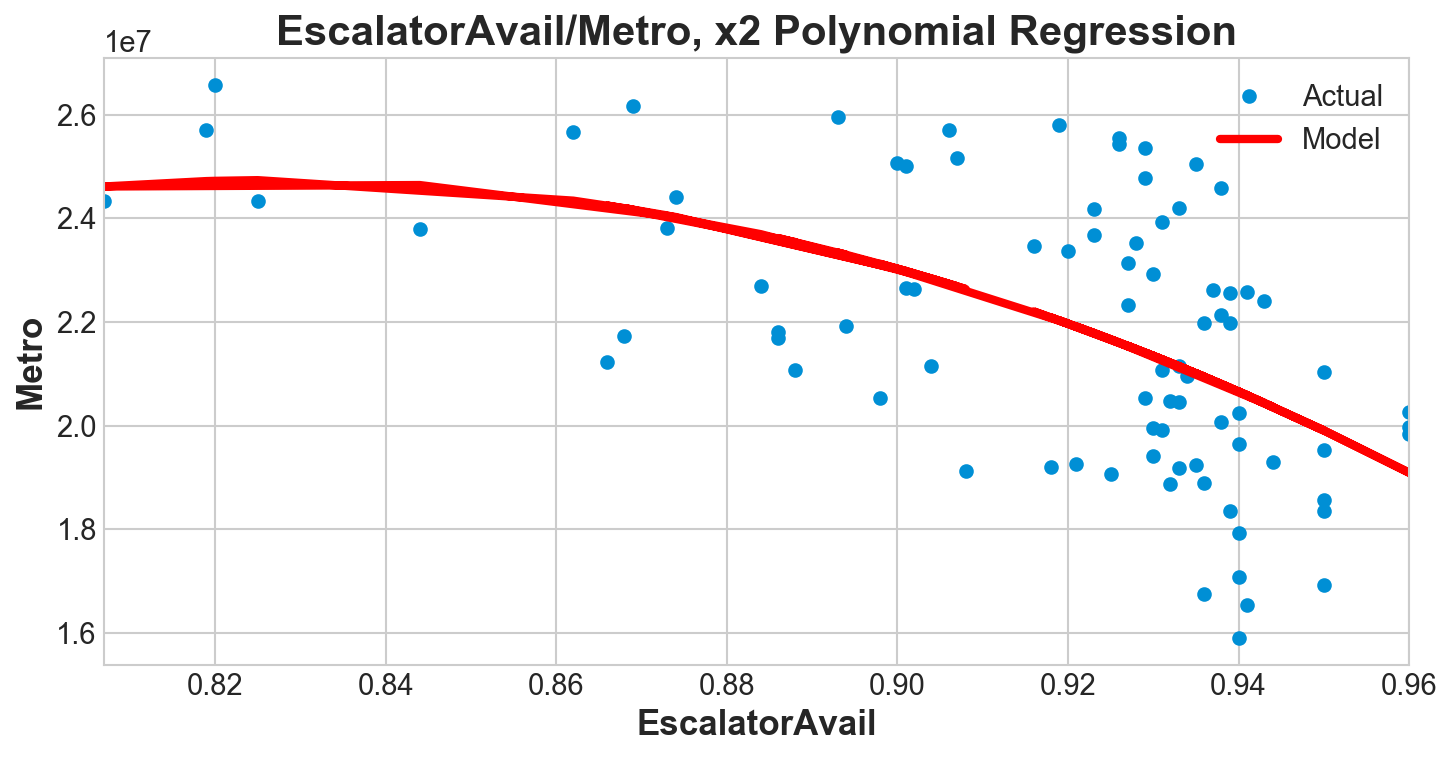 EscalatorAvail/Metro, x2 Polynomial Regression
1e7
Actual
Model
2.6
2.4
2.2
2.0
1.8
1.6
Metro
0.82 0.84 0.86 0.88 0.90 0.92 0.94 0.96
EscalatorAvail